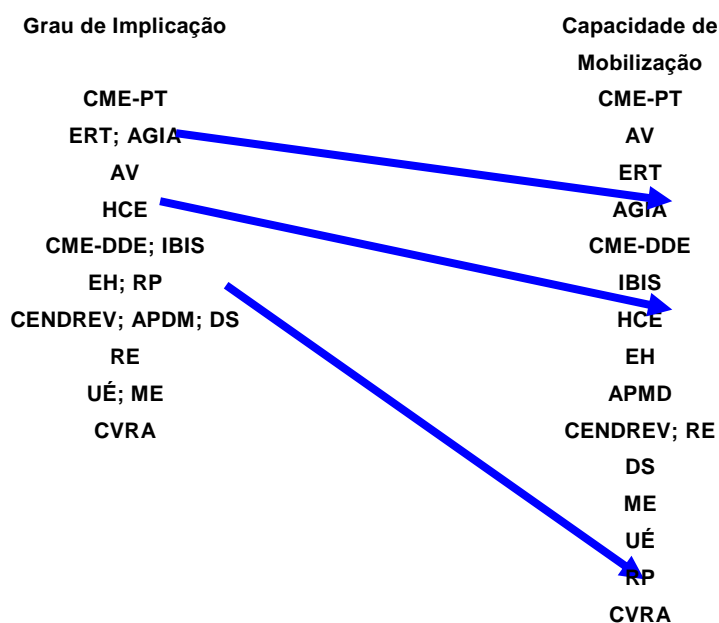 Grau de Implicação
CME-PT
ERT; AGIA
AV
HCE
CME-DDE; IBIS
EH; RP
CENDREV; APDM; DS
RE
UÉ; ME
CVRA
Capacidade de
Mobilização
CME-PT
AV
ERT
AGIA
CME-DDE
IBIS
HCE
EH
APMD
CENDREV; RE
DS
ME
UÉ
RP
CVRA